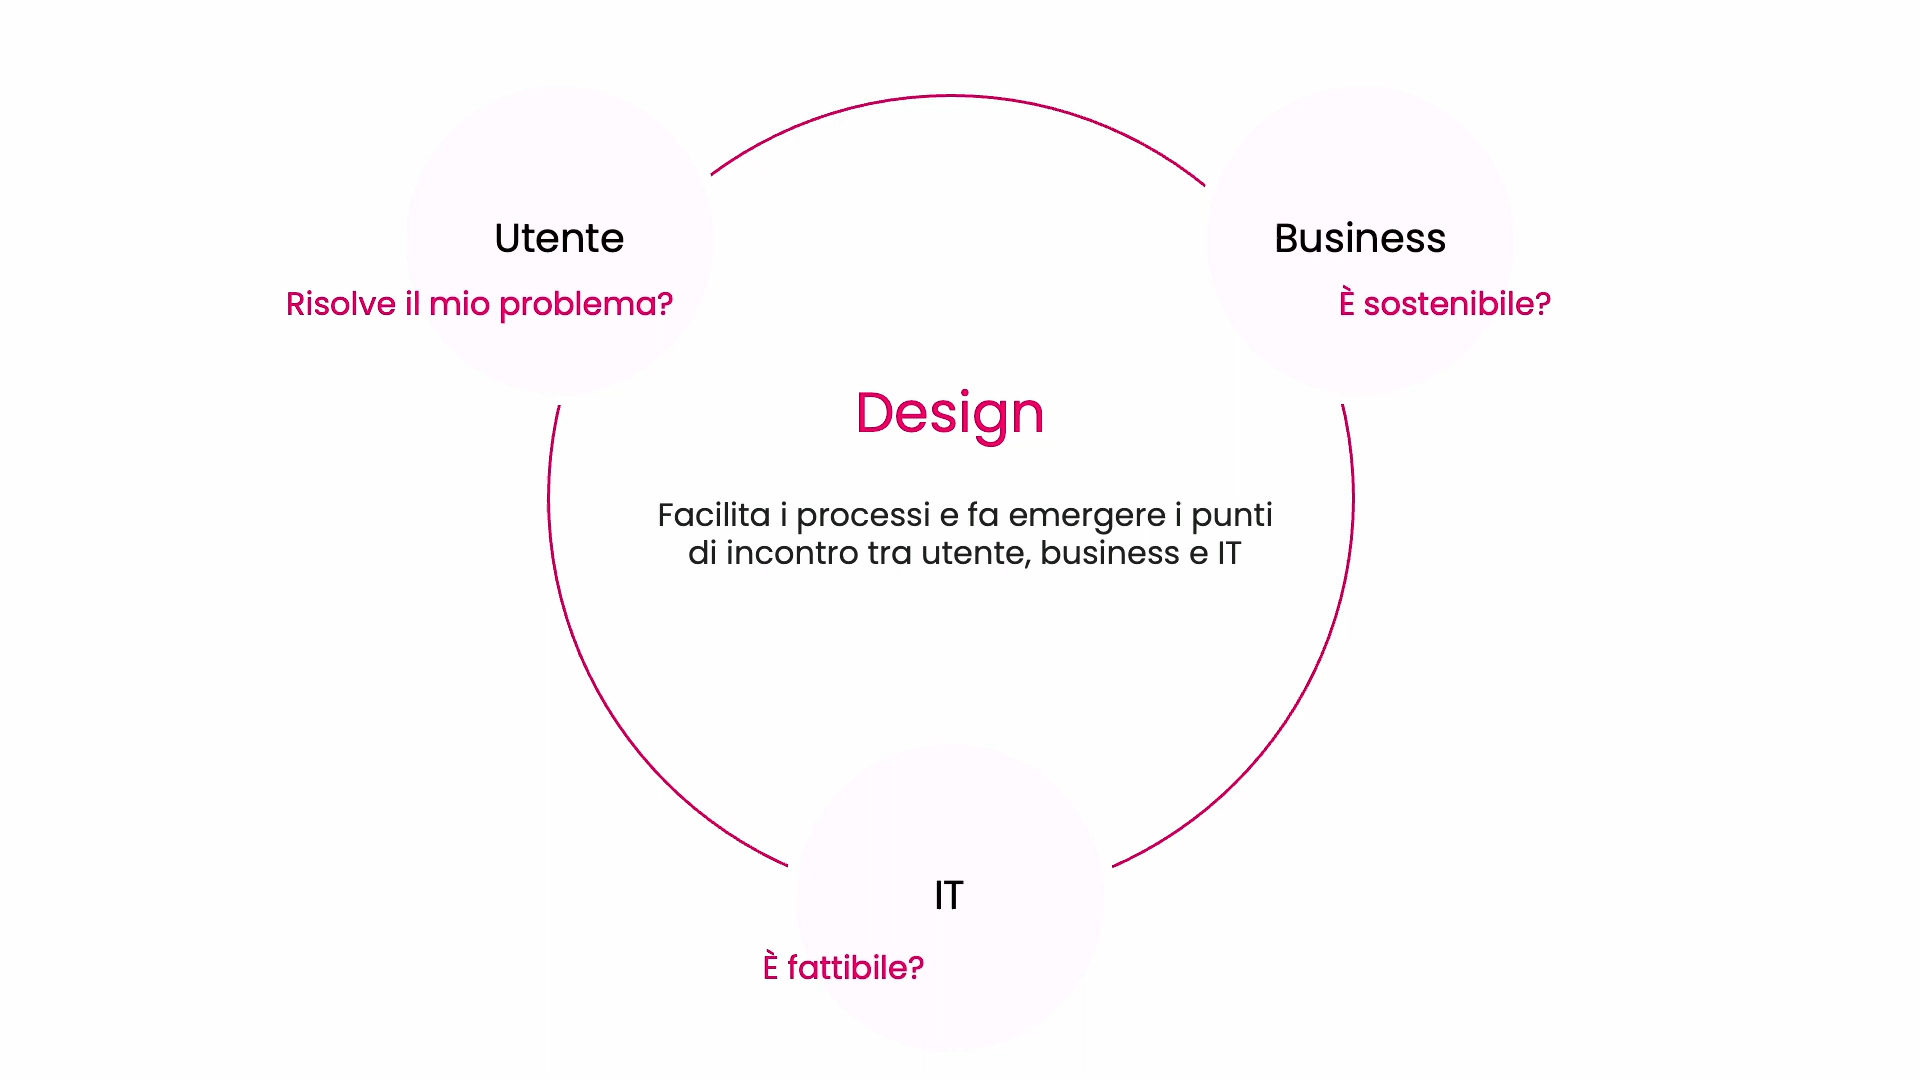 Utente
Business
Risolve il mio problema?
È sostenibile?
Design
Facilita i processi e fa emergere i punti
di incontro tra utente, business e IT
IT
È fattibile?